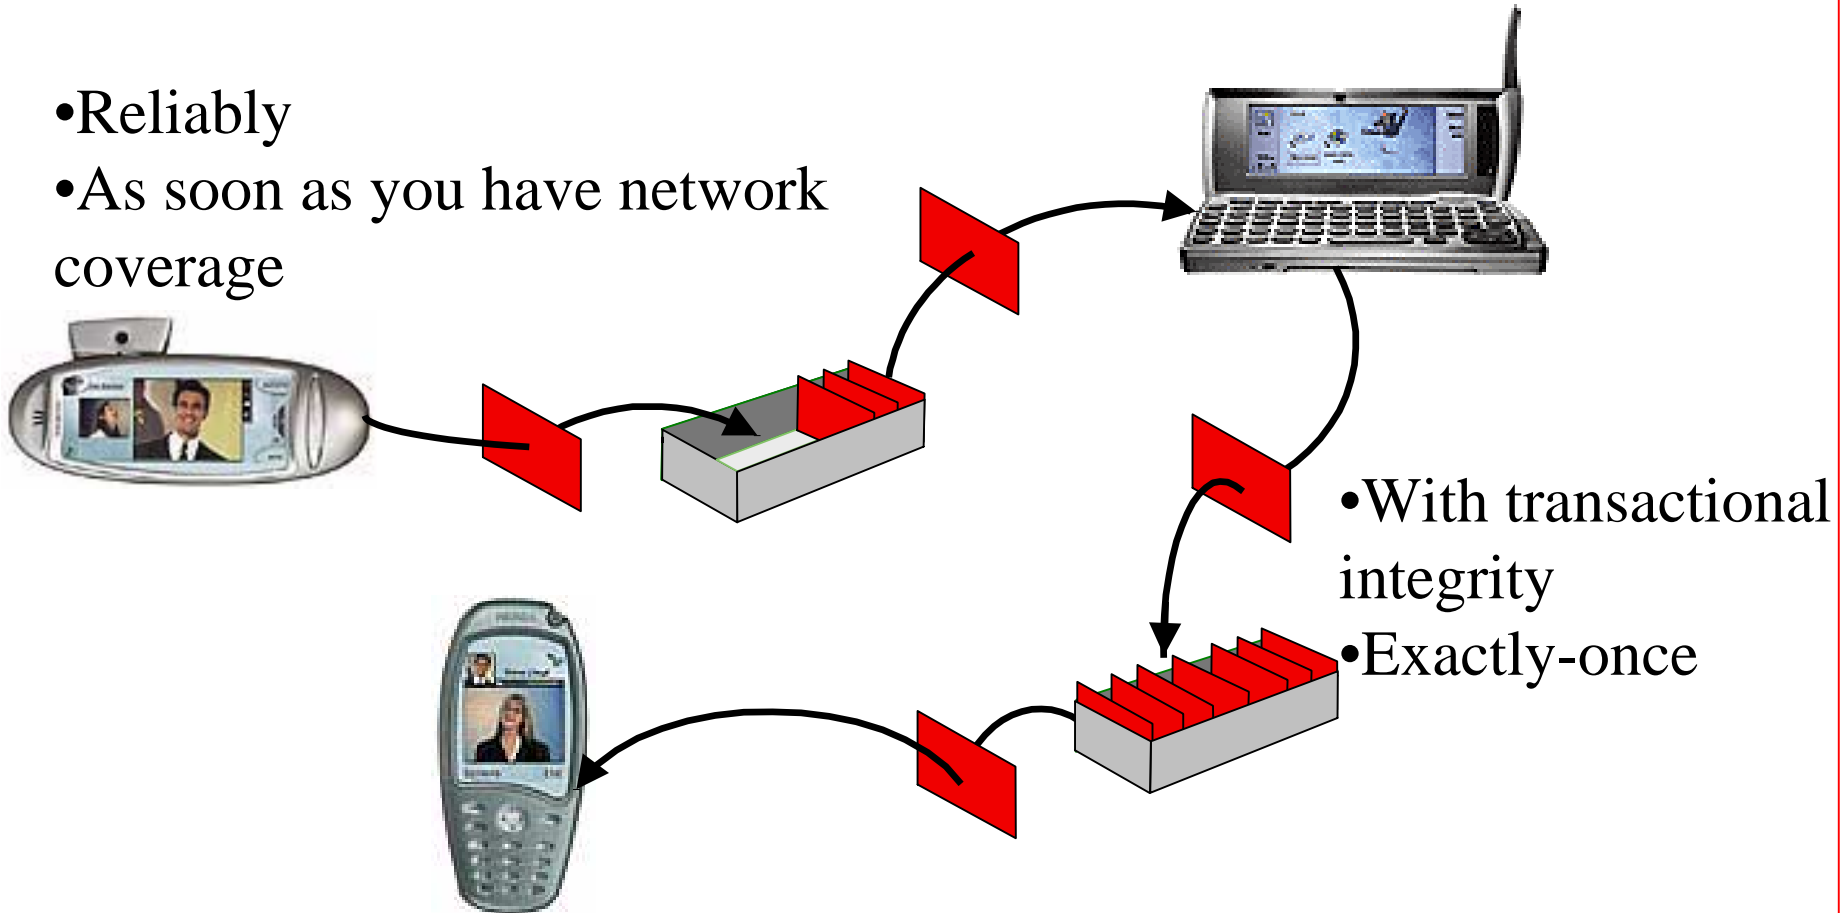 •Reliably
•As soon as you have network
coverage
•With transactional
integrity
•Exactly-once